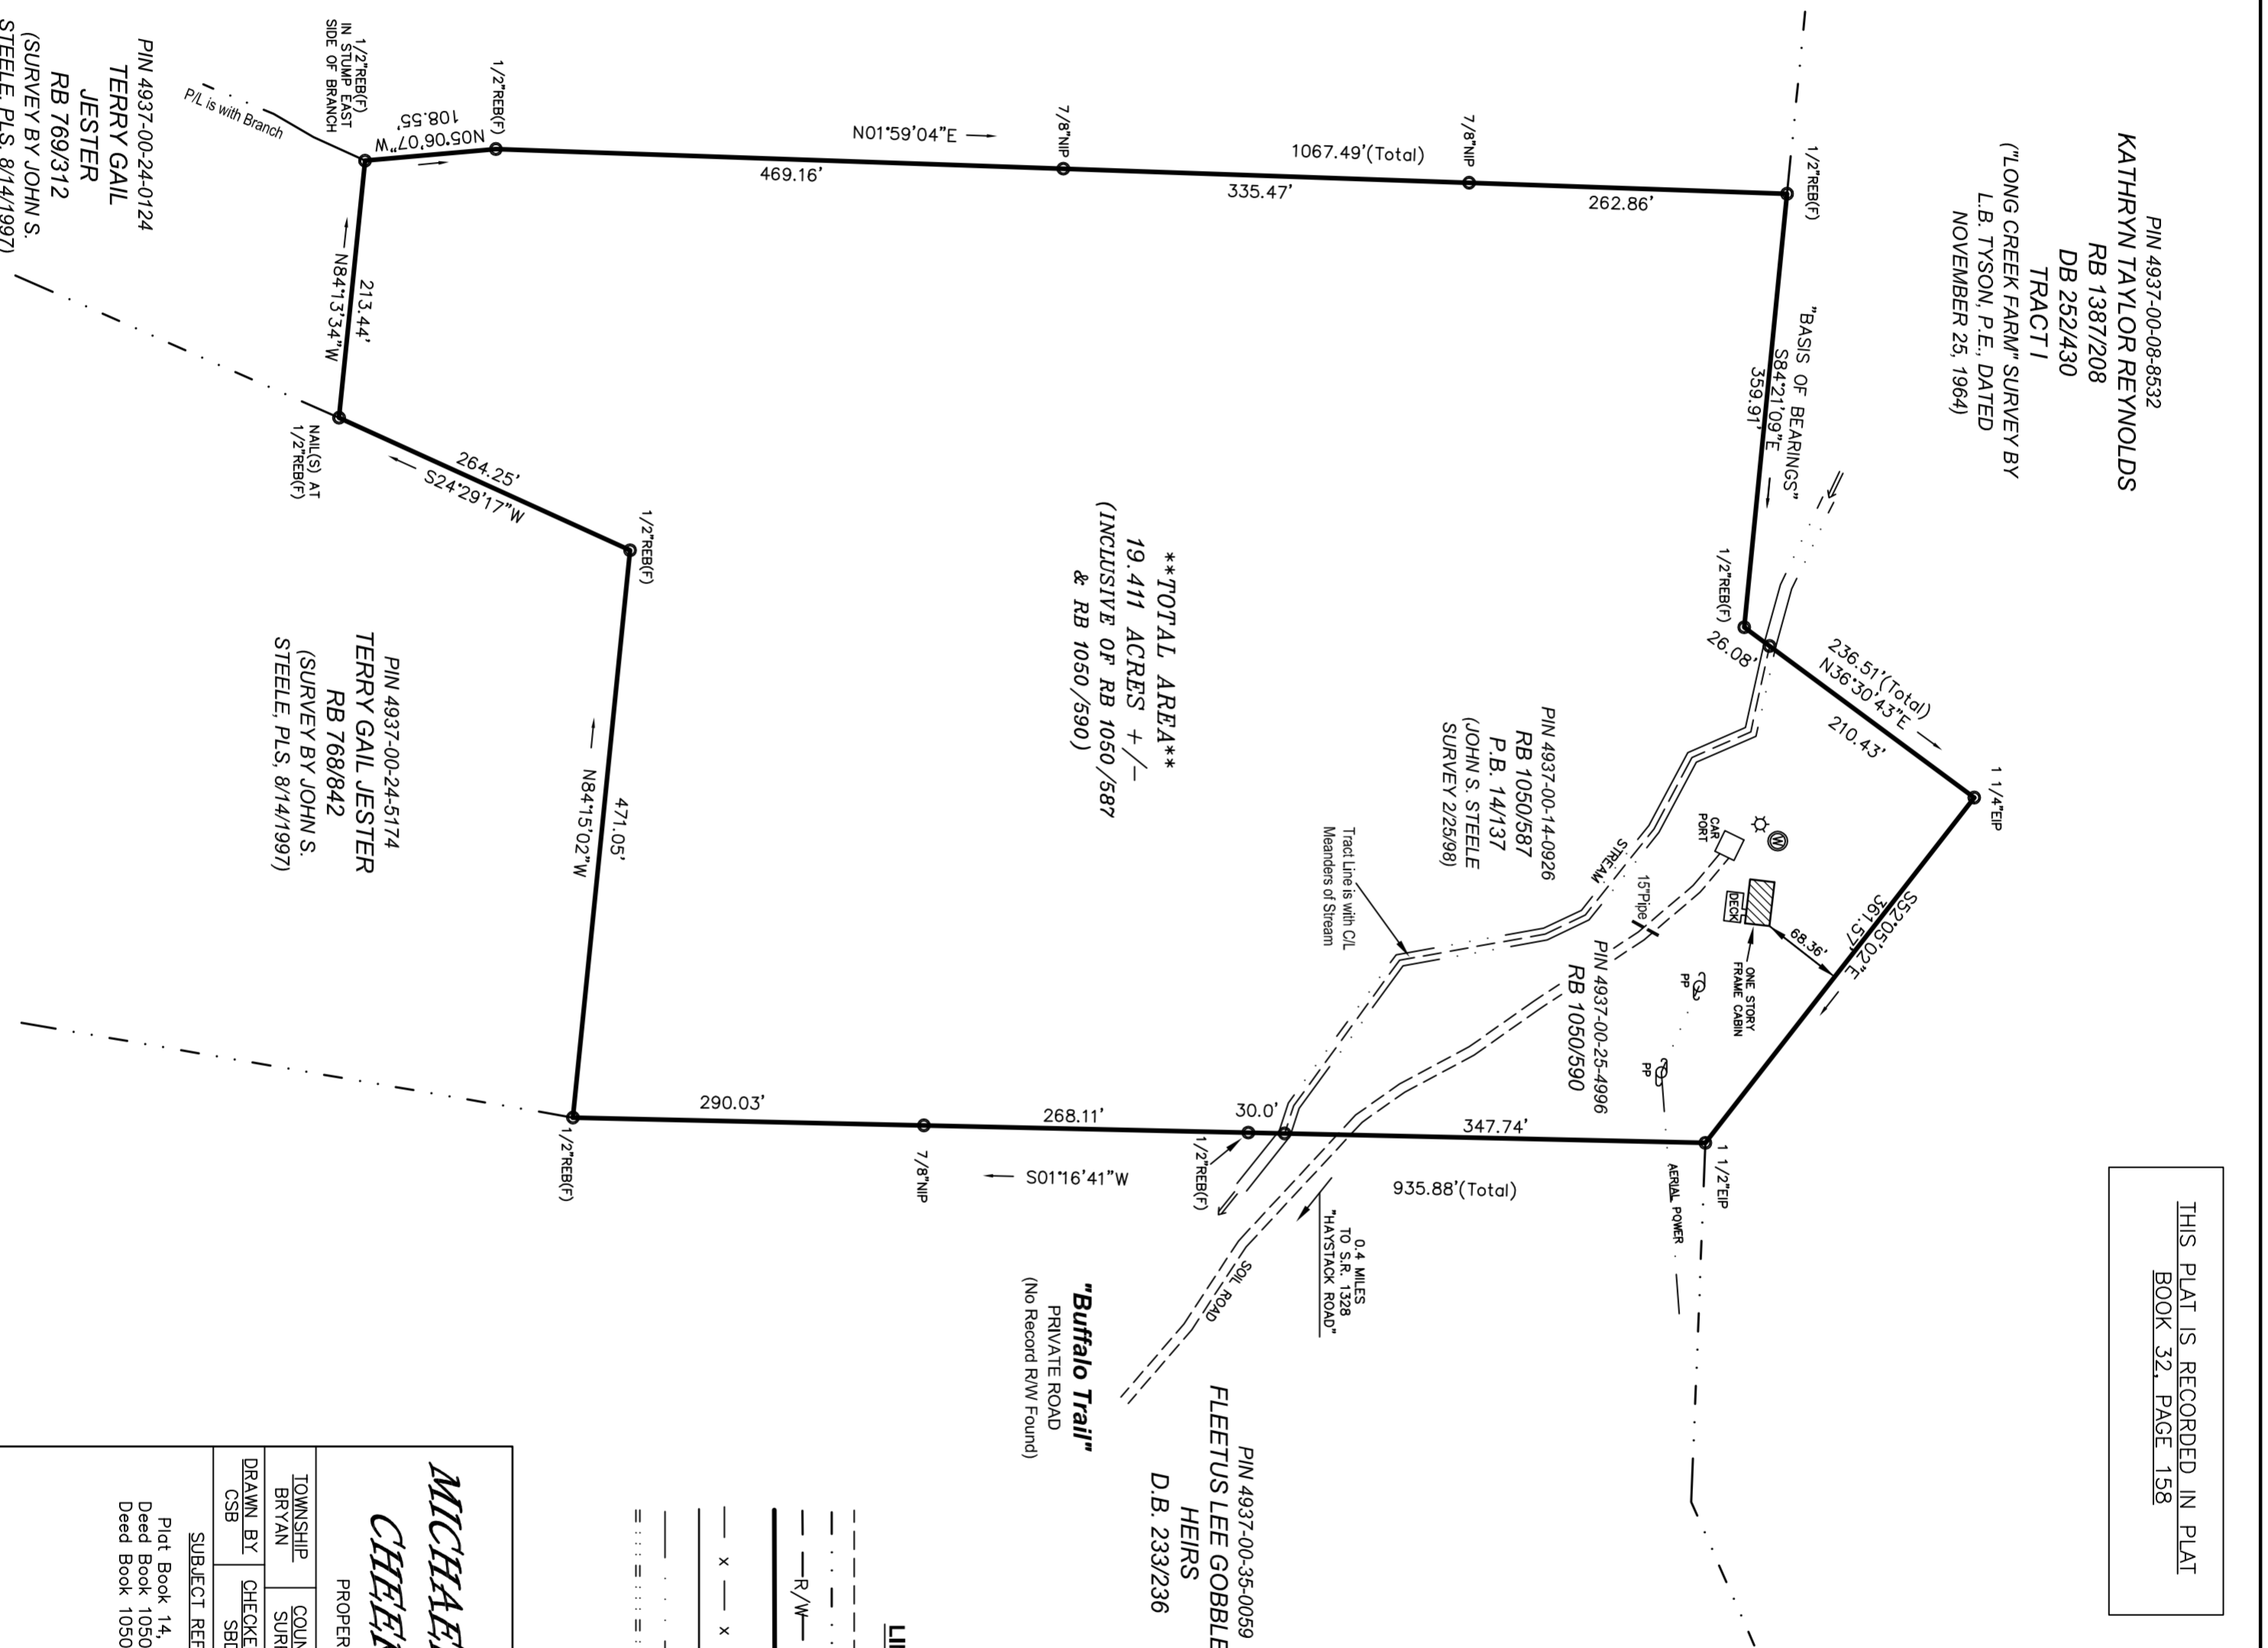 THIS PLAT IS RECORDED IN PLAT
BOOK 32, PAGE 158
PIN 4937-00-08-8532
KATHRYN TAYLOR REYNOLDS
RB 1387/208
DB 252/430
TRACT I
("LONG CREEK FARM" SURVEY BY
L.B. TYSON, P.E., DATED
NOVEMBER 25, 1964)
1/2"REB(F)
"BASIS OF BEARINGS"
S84°21'09"E
359.91'
1/2"REB(F)
26.08'
236.51'(Total)
N36°30'43"E
210.43'
1 1/4"EIP
S52°05'02"E
361.57'
68.36'
W
CAR
PORT
DECK
ONE STORY
FRAME CABIN
PP
PP
AERIAL POWER
1 1/2"EIP
15"Pipe
STREAM
PIN 4937-00-25-4996
RB 1050/590
PIN 4937-00-14-0926
RB 1050/587
P.B. 14/137
(JOHN S. STEELE
SURVEY 2/25/98)
Tract Line is with C/L
Meanders of Stream
347.74'
935.88'(Total)
30.0'
1/2"REB(F)
268.11'
S01°16'41"W
7/8"NIP
290.03'
1/2"REB(F)
0.4 MILES
TO S.R. 1328
"HAYSTACK ROAD"
SOIL ROAD
"Buffalo Trail"
PRIVATE ROAD
(No Record R/W Found)
PIN 4937-00-35-0059
FLEETUS LEE GOBBLE
HEIRS
D.B. 233/236
**TOTAL AREA**
19.411 ACRES +/-
(INCLUSIVE OF RB 1050/587
& RB 1050/590)
262.86'
7/8"NIP
1067.49'(Total)
335.47'
7/8"NIP
N01°59'04"E
469.16'
1/2"REB(F)
N05°06'07"W
108.55'
1/2"REB(F)
IN STUMP EAST
SIDE OF BRANCH
P/L is with Branch
213.44'
N84°13'34"W
NAIL(S) AT
1/2"REB(F)
264.25'
S24°29'17"W
1/2"REB(F)
471.05'
N84°15'02"W
PIN 4937-00-24-5174
TERRY GAIL JESTER
RB 768/842
(SURVEY BY JOHN S.
STEELE, PLS, 8/14/1997)
PIN 4937-00-24-0124
TERRY GAIL
JESTER
RB 769/312
(SURVEY BY JOHN S.
STEELE, PLS, 8/14/1997)
R/W
x x
MICHAEL
CHEEK
PROPER
TOWNSHIP
BRYAN
COUN
SURR
DRAWN BY
CSB
CHECKE
SBD
SUBJECT REF
Plat Book 14,
Deed Book 1050
Deed Book 1050